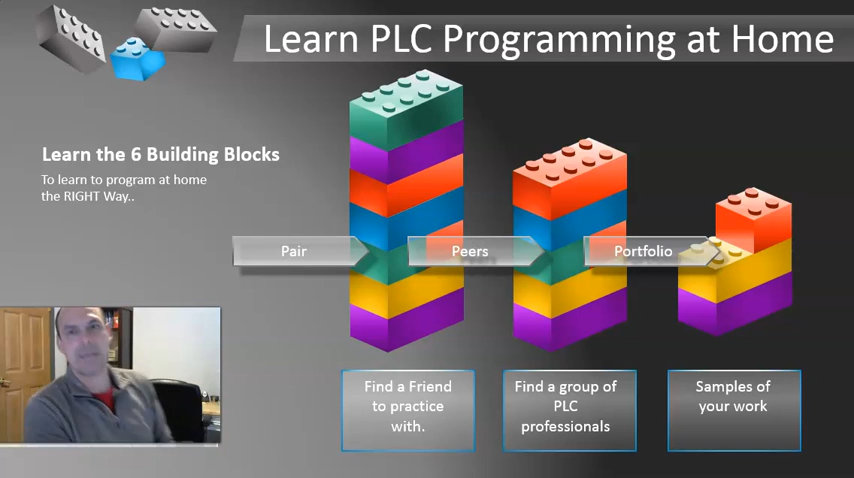 Learn PLC Programming at Home
Learn the 6 Building Blocks
To learn to program at home
the RIGHT Way..
Pair
Peers
Portfolio
Find a Friend
to practice
with.
Find a group of
PLC
professionals
Samples of
your work